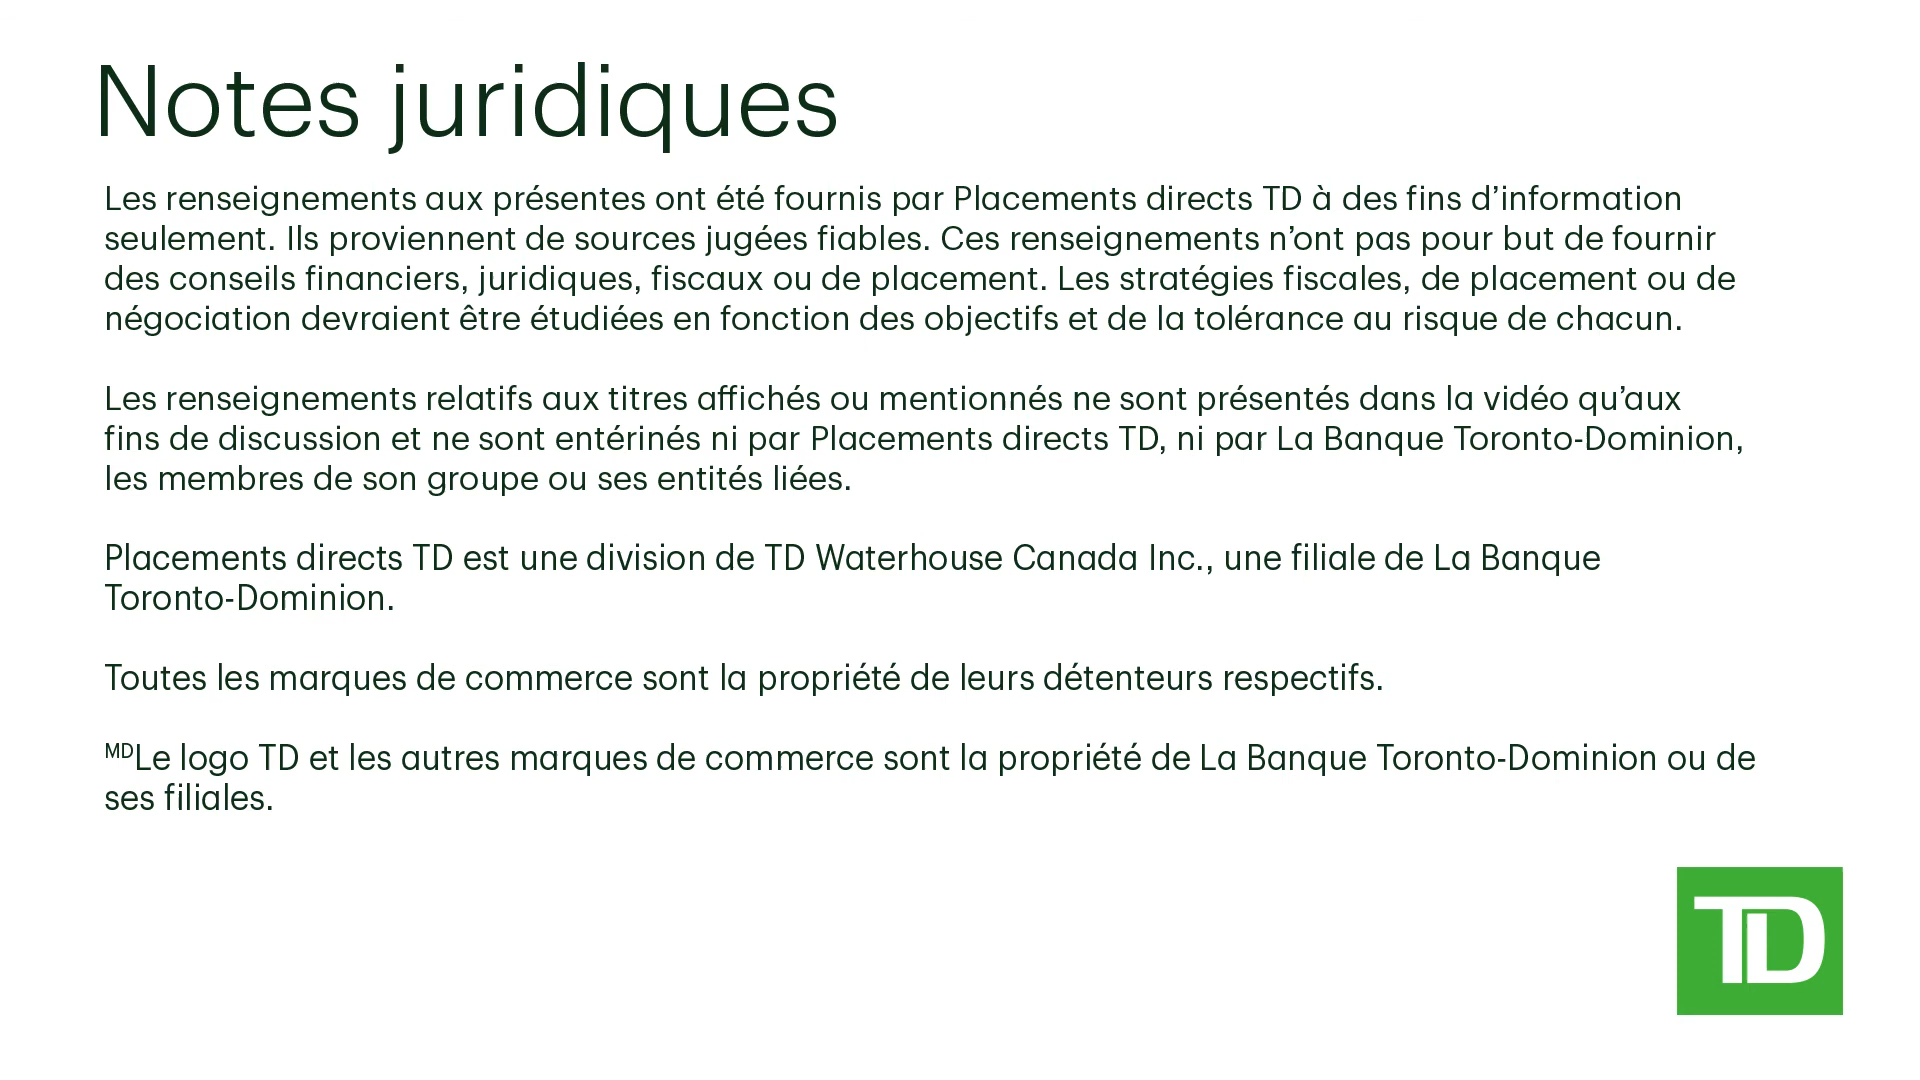 Notes juridiques
Les renseignements aux présentes ont été fournis par Placements directs TD à des fins d’information
seulement. Ils proviennent de sources jugées fiables. Ces renseignements n’ont pas pour but de fournir
des conseils financiers, juridiques, fiscaux ou de placement. Les stratégies fiscales, de placement ou de
négociation devraient être étudiées en fonction des objectifs et de la tolérance au risque de chacun.
Les renseignements relatifs aux titres affichés ou mentionnés ne sont présentés dans la vidéo qu’aux
fins de discussion et ne sont entérinés ni par Placements directs TD, ni par La Banque Toronto-Dominion,
les membres de son groupe ou ses entités liées.
Placements directs TD est une division de TD Waterhouse Canada Inc., une filiale de La Banque
Toronto-Dominion.
Toutes les marques de commerce sont la propriété de leurs détenteurs respectifs.
MDLe logo TD et les autres marques de commerce sont la propriété de La Banque Toronto-Dominion ou de
ses filiales.
TD